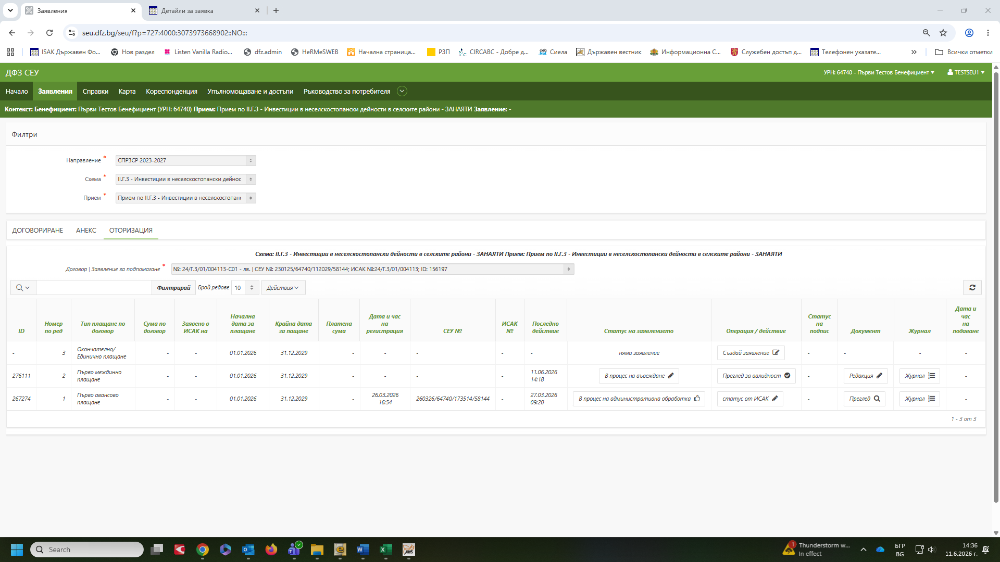 Заявления
Детайли за заявка
seu.dfz.bg/seu/f?p=727:4000:3073973668902::NO:::
ISAK Държавен Фо...
Нов раздел
Listen Vanilla Radio...
dfz.admin
HeRMeSWEB
Начална страница...
РЗП
CIRCABC - Добре д...
Сиела
Държавен вестник
Информационна С...
Служебен достъп д...
Телефонен указате...
Всички отметки
ДФЗ СЕУ
УРН: 64740 - Първи Тестов Бенефициент
TESTSEU1
Начало Заявления Справки Карта Кореспонденция Упълномощаване и достъпи Ръководство за потребителя
Контекст: Бенефициент: Първи Тестов Бенефициент (УРН: 64740) Прием: Прием по II.Г.3 - Инвестиции в неселскостопански дейности в селските райони - ЗАНАЯТИ Заявление: -
Филтри
Направление * СПРЗСР 2023-2027
Схема * II.Г.3 - Инвестиции в неселскостопански дейнос
Прием * Прием по II.Г.3 - Инвестиции в неселскостопанс
ДОГОВОРИРАНЕ АНЕКС ОТОРИЗАЦИЯ
Схема: II.Г.3 - Инвестиции в неселскостопански дейности в селските райони - ЗАНАЯТИ Прием: Прием по II.Г.3 - Инвестиции в неселскостопански дейности в селските райони - ЗАНАЯТИ
Договор | Заявление за подпомагане * №: 24/Г.3/01/004113-С01 - лв. | СЕУ №: 230125/64740/112029/58144; ИСАК №:24/Г.3/01/004113; ID: 156197
Филтрирай Брой редове 10 Действия
ID
Номер по ред
Тип плащане по договор
Сума по договор
Заявено в ИСАК на
Начална дата за плащане
Крайна дата за пащане
Платена сума
Дата и час на регистрация
СЕУ №
ИСАК №
Последно действие
Статус на заявлението
Операция / действие
Статус на подпис
Документ
Журнал
Дата и час на подаване
- 3 Окончателно/ Единично плащане - - 01.01.2026 31.12.2029 - - - - - няма заявление Създай заявление - - - -
276111 2 Първо междинно плащане - - 01.01.2026 31.12.2029 - - - - 11.06.2026 14:18 В процес на въвеждане Преглед за валидност - Редакция Журнал -
267274 1 Първо авансово плащане - - 01.01.2026 31.12.2029 - 26.03.2026 16:54 260326/64740/173514/58144 - 27.03.2026 09:20 В процес на административна обработка статус от ИСАК - Преглед Журнал -
1 - 3 от 3
Search
1
Thunderstorm w...
In effect
БГР
BG
14:36
11.6.2026 г.